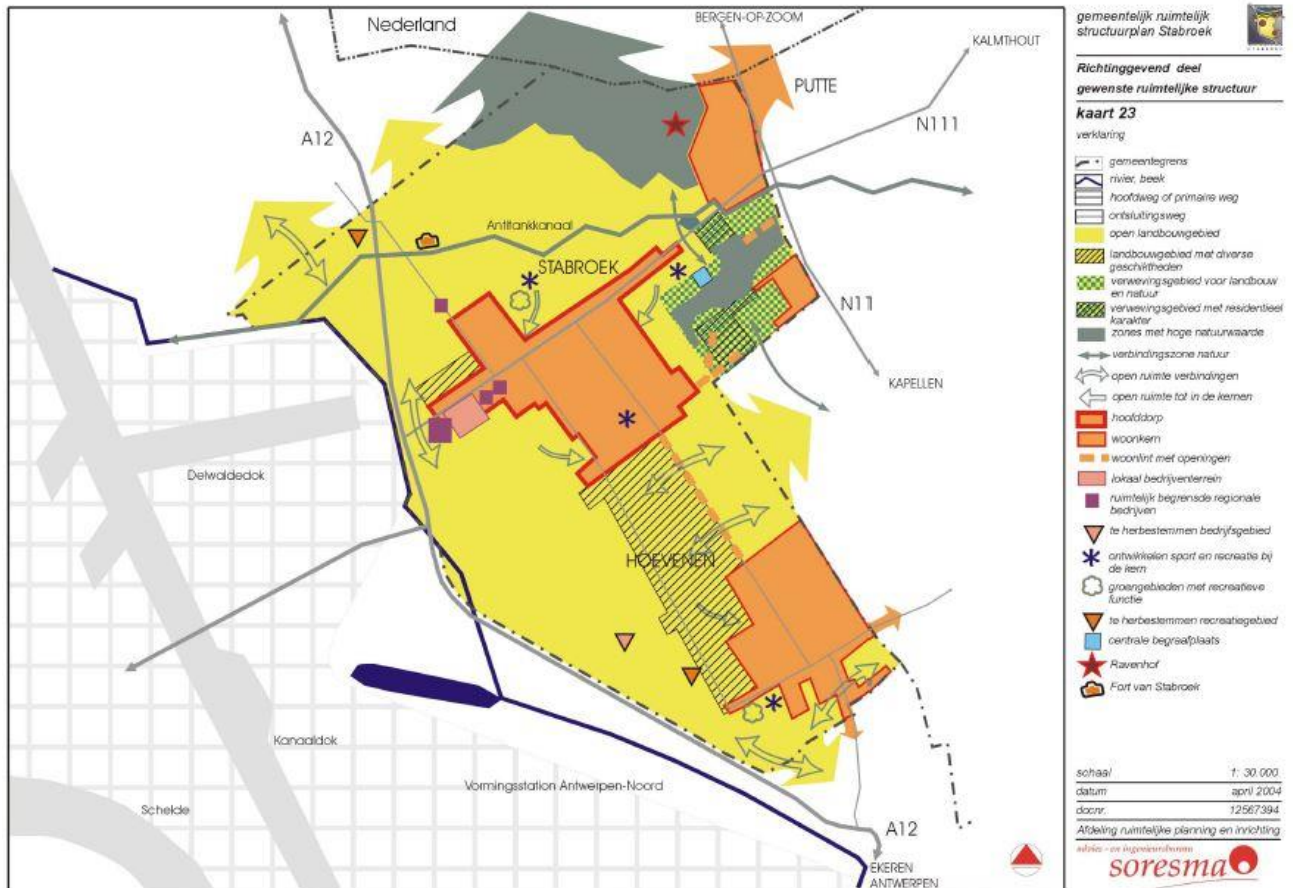 Nederland
BERGEN-OP-ZOOM
KALMTHOUT
PUTTE
A12
N111
Antitankkanaal
STABROEK
N11
KAPELLEN
Delwaidedok
HOEVENEN
Kanaaldok
Vormingsstation Antwerpen-Noord
Schelde
A12
EKEREN
ANTWERPEN
gemeentelijk ruimtelijk
structuurplan Stabroek
STABROEK
Richtinggevend deel
gewenste ruimtelijke structuur
kaart 23
verklaring
gemeentegrens
rivier, beek
hoofdweg of primaire weg
ontsluitingsweg
open landbouwgebied
landbouwgebied met diverse
geschiktheden
verwevingsgebied voor landbouw
en natuur
verwevingsgebied met residentieel
karakter
zones met hoge natuurwaarde
verbindingszone natuur
open ruimte verbindingen
open ruimte tot in de kernen
hoofddorp
woonkern
woonlint met openingen
lokaal bedrijventerrein
ruimtelijk begrensde regionale
bedrijven
te herbestemmen bedrijfsgebied
ontwikkelen sport en recreatie bij
de kern
groengebieden met recreatieve
functie
te herbestemmen recreatiegebied
centrale begraafplaats
Ravenhof
Fort van Stabroek
schaal 1: 30.000
datum april 2004
docnr. 12567394
Afdeling ruimtelijke planning en inrichting
advies - en ingenieursbureau
soresma